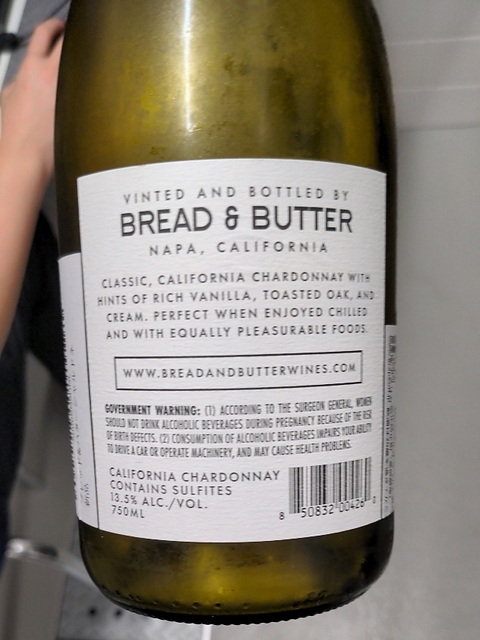 VINTED AND BOTTLED BY
BREAD & BUTTER
NAPA, CALIFORNIA
CLASSIC, CALIFORNIA CHARDONNAY WITH
HINTS OF RICH VANILLA, TOASTED OAK, AND
CREAM. PERFECT WHEN ENJOYED CHILLED
AND WITH EQUALLY PLEASURABLE FOODS.
WWW.BREADANDBUTTERWINES.COM
GOVERNMENT WARNING: (1) ACCORDING TO THE SURGEON GENERAL, WOMEN
SHOULD NOT DRINK ALCOHOLIC BEVERAGES DURING PREGNANCY BECAUSE OF THE RISK
OF BIRTH DEFECTS. (2) CONSUMPTION OF ALCOHOLIC BEVERAGES IMPAIRS YOUR ABILITY
TO DRIVE A CAR OR OPERATE MACHINERY, AND MAY CAUSE HEALTH PROBLEMS.
CALIFORNIA CHARDONNAY
CONTAINS SULFITES
13.5% ALC./VOL.
750ML
8 50832 00426 0